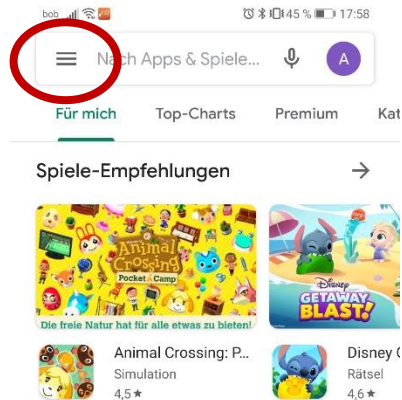 bob 45 % 17:58
Nach Apps & Spiele... A
Für mich Top-Charts Premium Kat
Spiele-Empfehlungen
Animal
Crossing
Pocket Camp
Die freie Natur hat für alle etwas zu bieten!
Disney
GETAWAY
BLAST!
Animal Crossing: P... Disney
Simulation Rätsel
4,5★ 4,6★